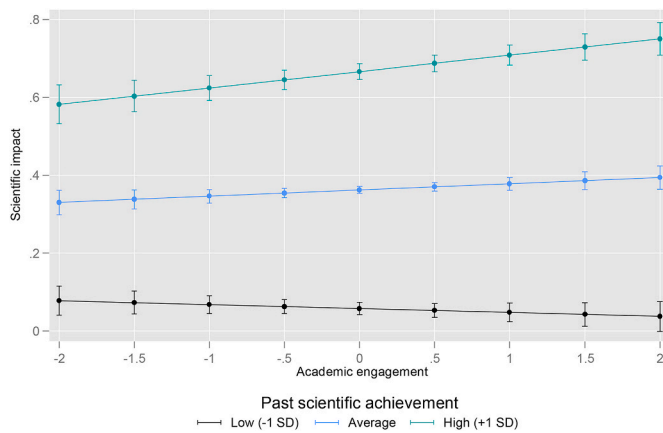 .8
.6
.4
.2
0
Scientific impact
-2 -1.5 -1 -.5 0 .5 1 1.5 2
Academic engagement
Past scientific achievement
Low (-1 SD) Average High (+1 SD)